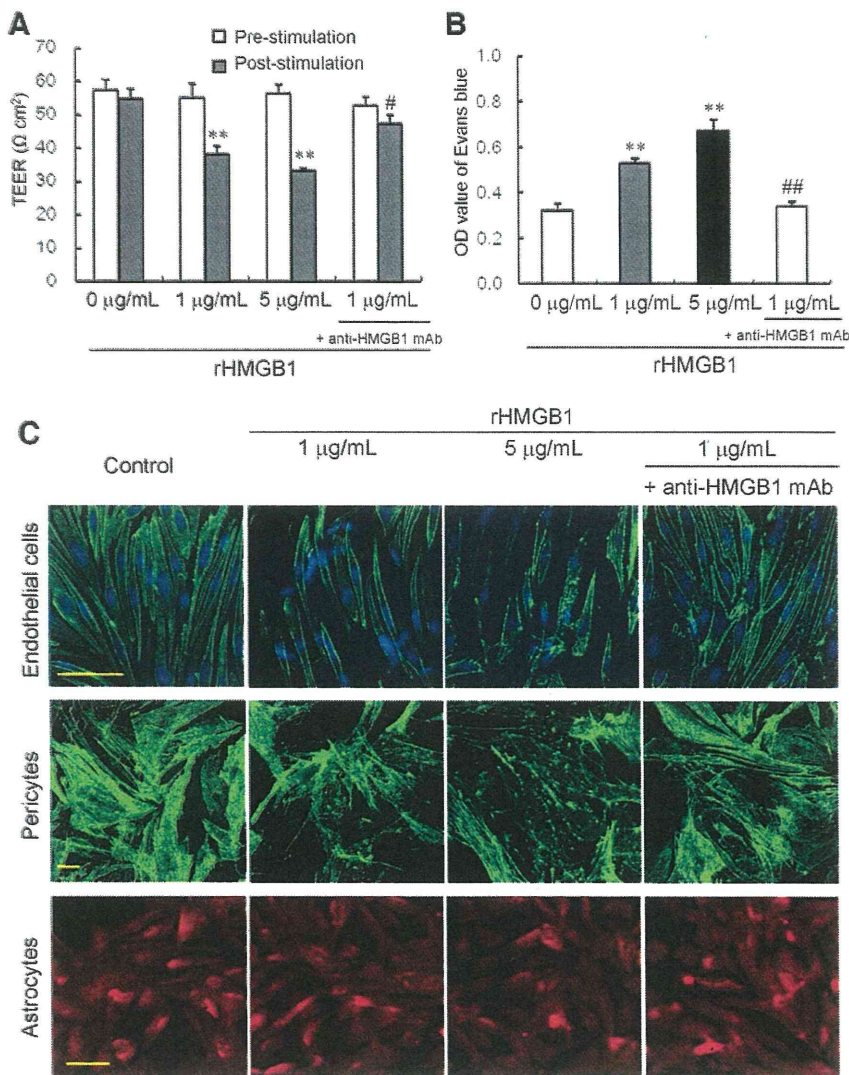 A
Pre-stimulation
Post-stimulation
TEER (Ω cm²)
70
60
50
40
30
20
10
0
**
**
#
0 μg/mL
1 μg/mL
5 μg/mL
1 μg/mL
+ anti-HMGB1 mAb
rHMGB1
B
OD value of Evans blue
1.0
0.8
0.6
0.4
0.2
0.0
**
**
##
0 μg/mL
1 μg/mL
5 μg/mL
1 μg/mL
+ anti-HMGB1 mAb
rHMGB1
C
rHMGB1
Control
1 μg/mL
5 μg/mL
1 μg/mL
+ anti-HMGB1 mAb
Endothelial cells
Pericytes
Astrocytes